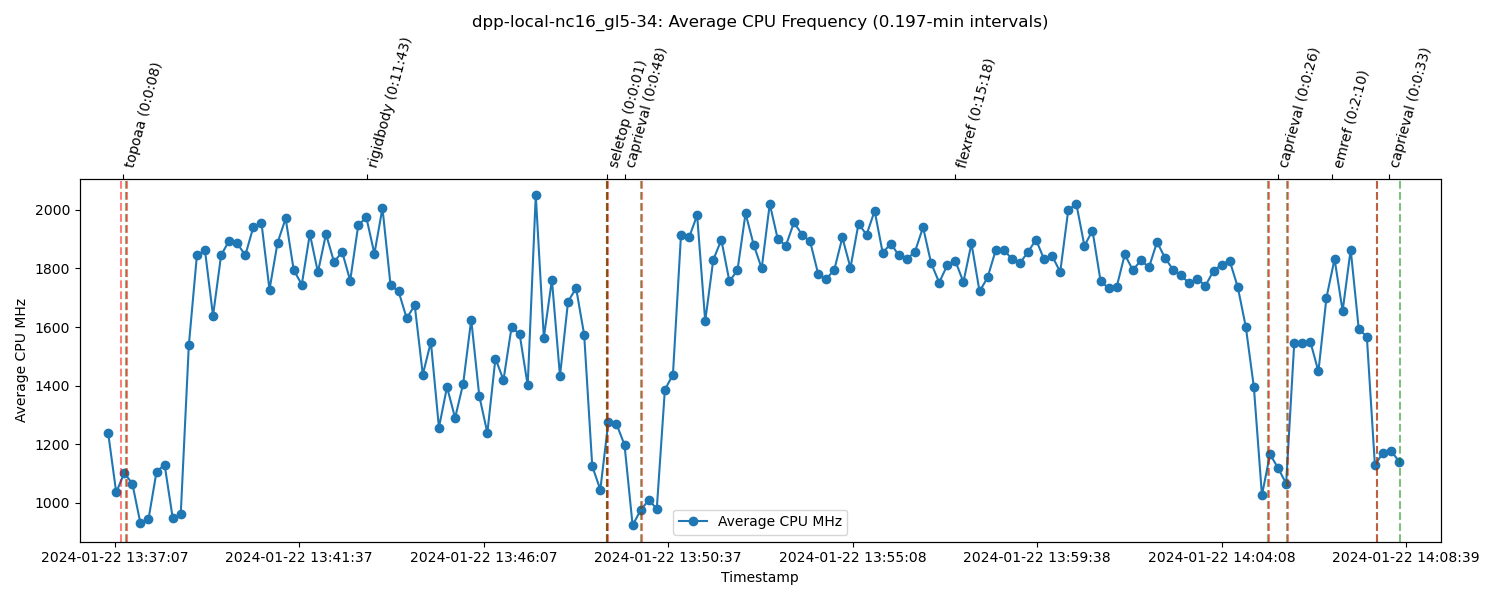 dpp-local-nc16_gl5-34: Average CPU Frequency (0.197-min intervals)
topoaa (0:0:08)
rigidbody (0:11:43)
seletop (0:0:01)
caprieval (0:0:48)
flexref (0:15:18)
caprieval (0:0:26)
emref (0:2:10)
caprieval (0:0:33)
Average CPU MHz
2000
1800
1600
1400
1200
1000
Average CPU MHz
2024-01-22 13:37:07
2024-01-22 13:41:37
2024-01-22 13:46:07
2024-01-22 13:50:37
2024-01-22 13:55:08
2024-01-22 13:59:38
2024-01-22 14:04:08
2024-01-22 14:08:39
Timestamp